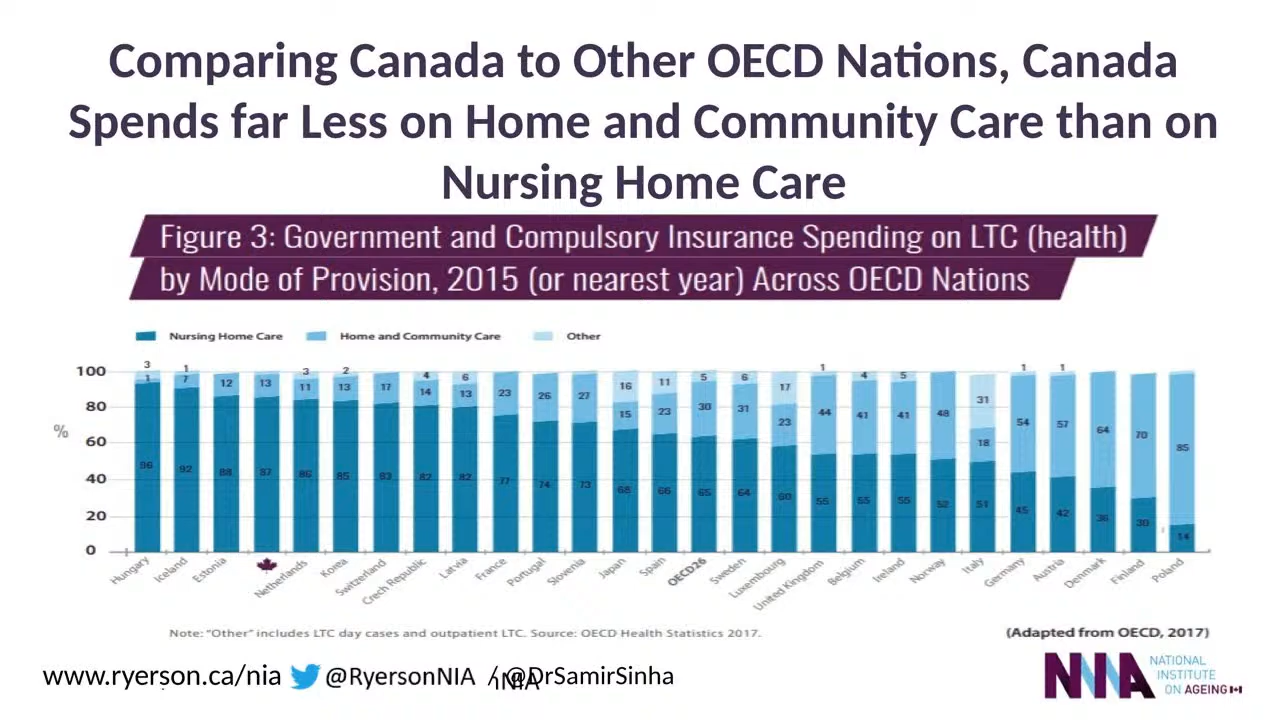 Comparing Canada to Other OECD Nations, Canada
Spends far Less on Home and Community Care than on
Nursing Home Care
Figure 3: Government and Compulsory Insurance Spending on LTC (health)
by Mode of Provision, 2015 (or nearest year) Across OECD Nations
Nursing Home Care Home and Community Care Other
3 1 3 2 4 6 16 11 5 6 17 1 4 5 31 1 1
1 7 12 13 11 13 17 14 13 23 26 27 15 23 30 31 23 44 41 41 48 18 54 57 64 70 85
96 92 88 87 86 85 83 82 82 77 74 73 68 66 65 64 60 55 55 55 52 51 45 42 36 30 14
100
80
%
60
40
20
0
Hungary Iceland Estonia Netherlands Korea Switzerland Czech Republic Latvia France Portugal Slovenia Japan Spain OECD26 Sweden Luxembourg United Kingdom Belgium Ireland Norway Italy Germany Austria Denmark Finland Poland
Note: "Other" includes LTC day cases and outpatient LTC. Source: OECD Health Statistics 2017.
(Adapted from OECD, 2017)
www.ryerson.ca/nia @RyersonNIA / @DrSamirSinha
NIA
NIA
NATIONAL
INSTITUTE
ON AGEING